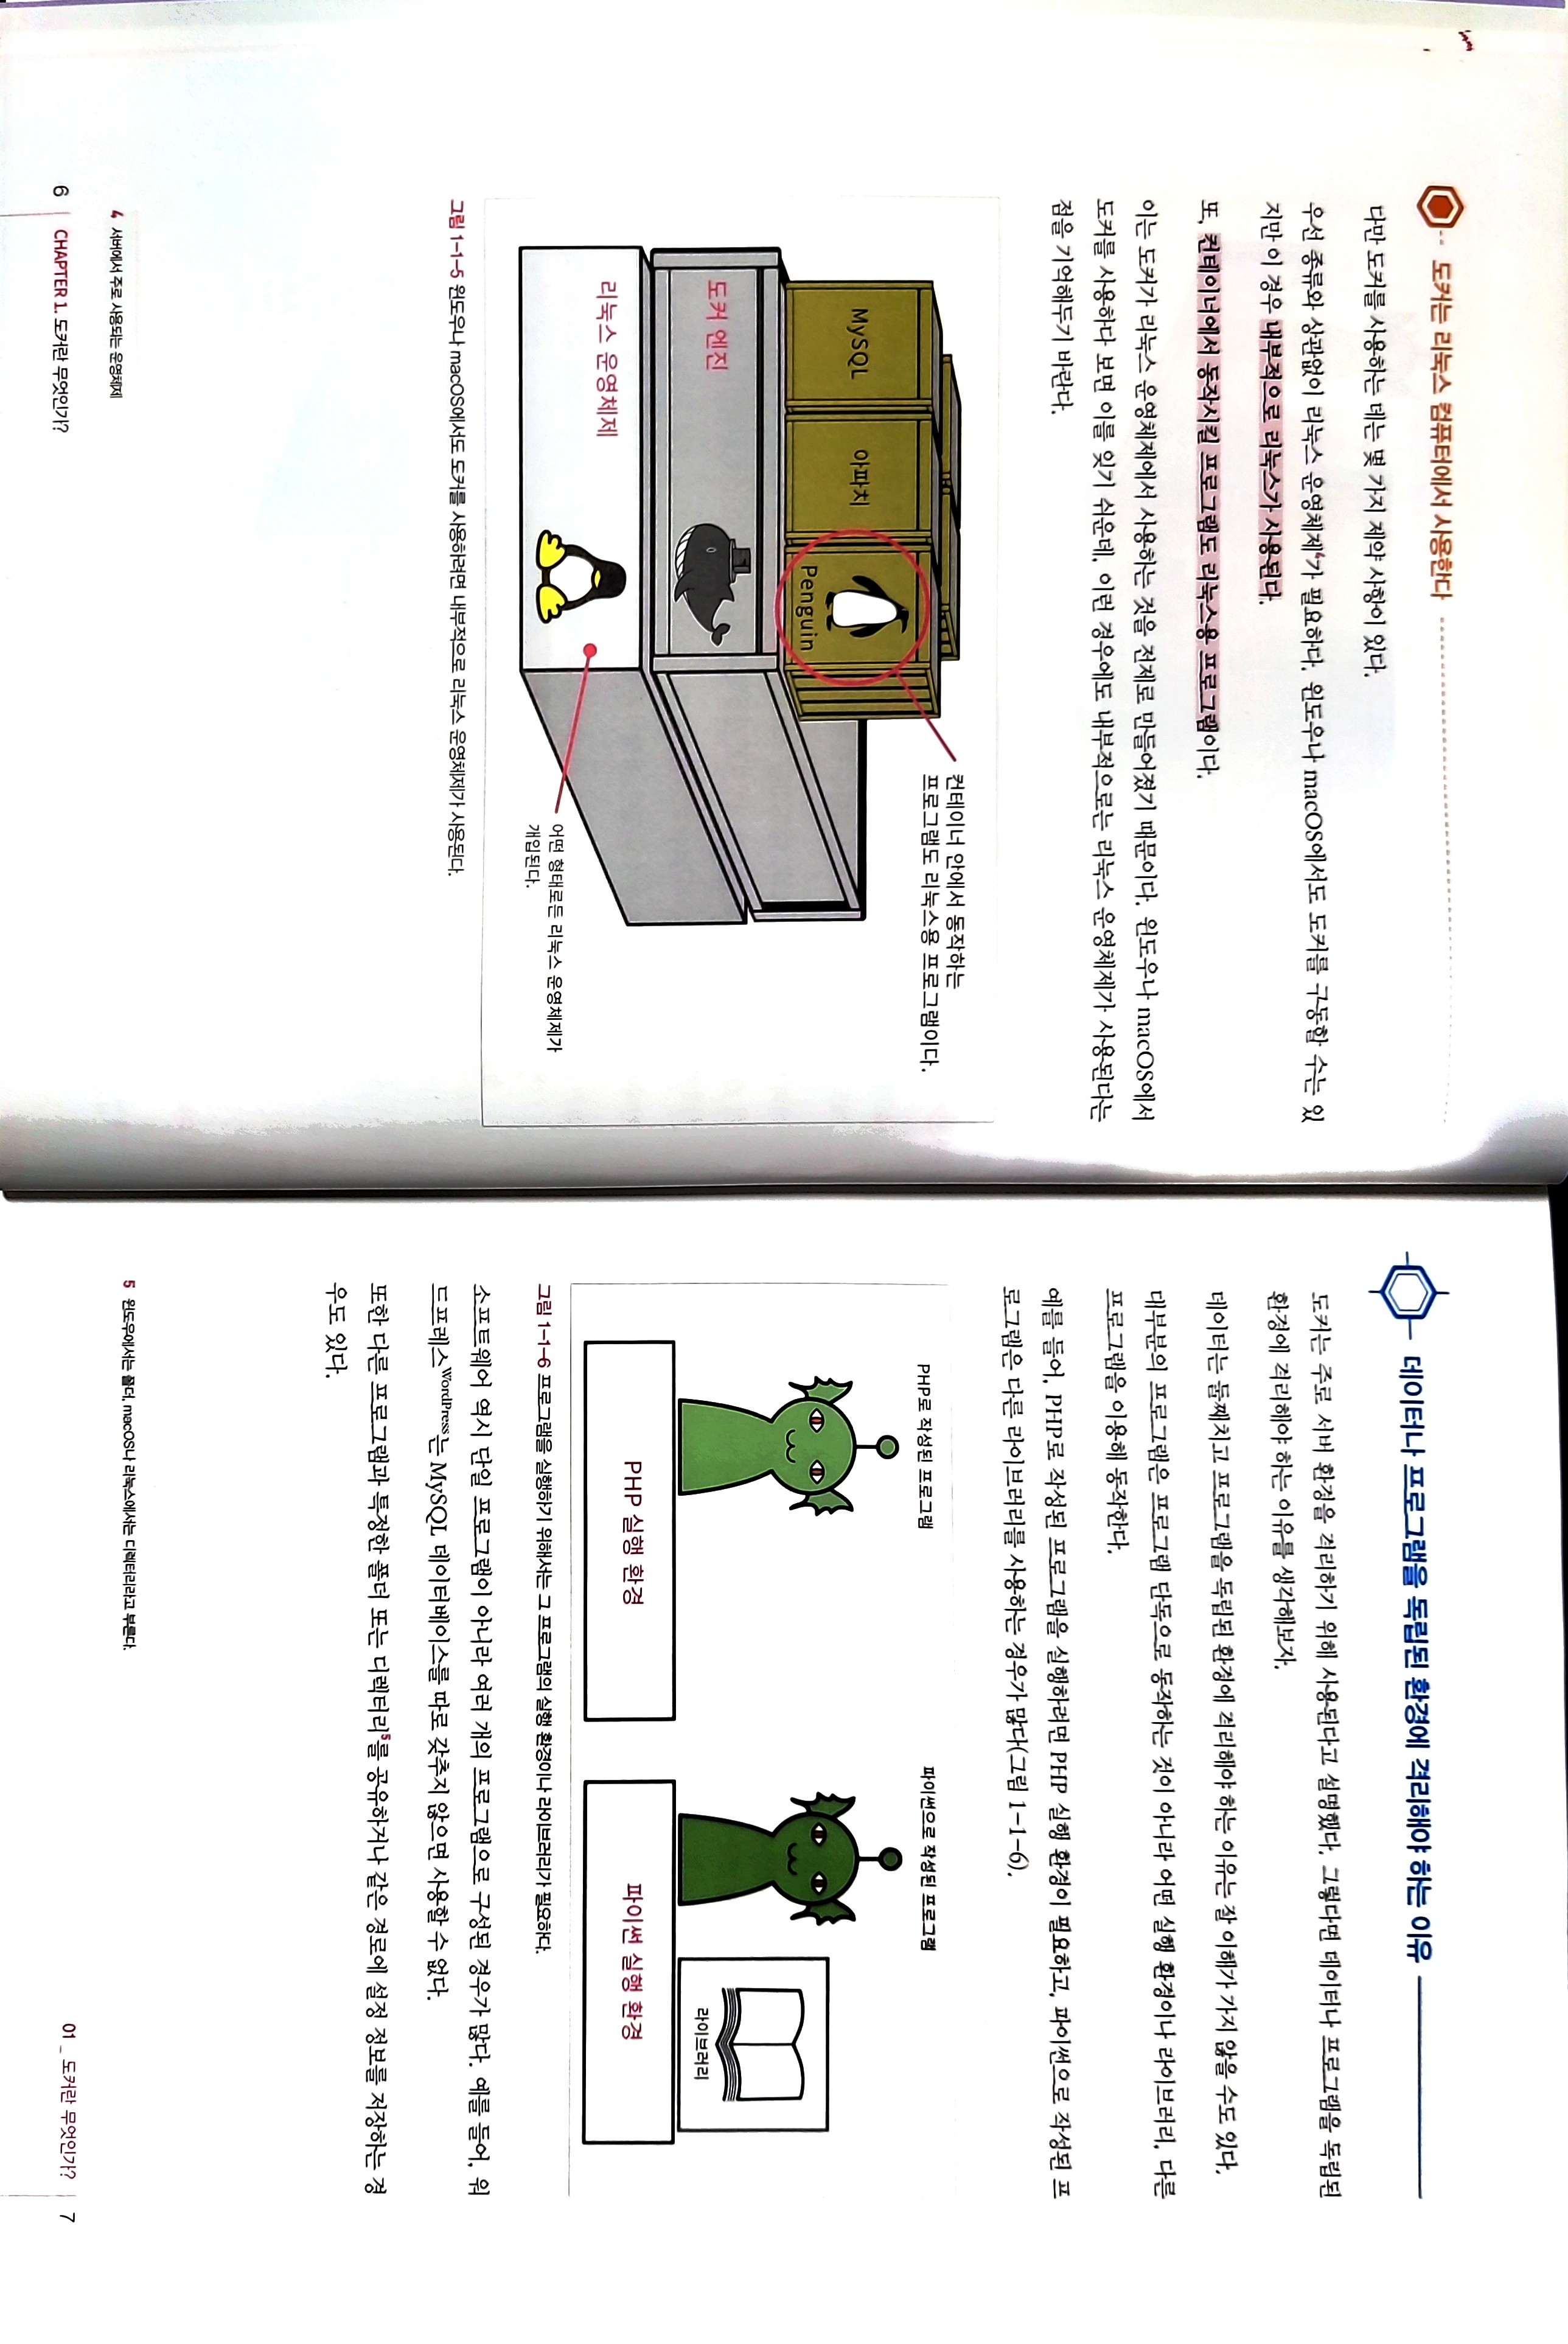 도커는 리눅스 컴퓨터에서 사용한다
다만 도커를 사용하는 데는 몇 가지 제약 사항이 있다.
우선 종류와 상관없이 리눅스 운영체제4가 필요하다. 윈도우나 macOS에서도 도커를 구동할 수는 있
지만 이 경우 내부적으로 리눅스가 사용된다.
또, 컨테이너에서 동작시킬 프로그램도 리눅스용 프로그램이다.
이는 도커가 리눅스 운영체제에서 사용하는 것을 전제로 만들어졌기 때문이다. 윈도우나 macOS에서
도커를 사용하다 보면 이를 잊기 쉬운데, 이런 경우에도 내부적으로는 리눅스 운영체제가 사용된다는
점을 기억해두기 바란다.
컨테이너 안에서 동작하는
프로그램도 리눅스용 프로그램이다.
MySQL
아파치
Penguin
도커 엔진
리눅스 운영체제
어떤 형태로든 리눅스 운영체제가
개입된다.
그림 1-1-5 윈도우나 macOS에서도 도커를 사용하려면 내부적으로 리눅스 운영체제가 사용된다.
4 서버에서 주로 사용되는 운영체제
6 CHAPTER 1. 도커란 무엇인가?
데이터나 프로그램을 독립된 환경에 격리해야 하는 이유
도커는 주로 서버 환경을 격리하기 위해 사용된다고 설명했다. 그렇다면 데이터나 프로그램을 독립된
환경에 격리해야 하는 이유를 생각해보자.
데이터는 둘째치고 프로그램을 독립된 환경에 격리해야 하는 이유는 잘 이해가 가지 않을 수도 있다.
대부분의 프로그램은 프로그램 단독으로 동작하는 것이 아니라 어떤 실행 환경이나 라이브러리, 다른
프로그램을 이용해 동작한다.
예를 들어, PHP로 작성된 프로그램을 실행하려면 PHP 실행 환경이 필요하고, 파이썬으로 작성된 프
로그램은 다른 라이브러리를 사용하는 경우가 많다(그림 1-1-6).
PHP로 작성된 프로그램
파이썬으로 작성된 프로그램
라이브러리
PHP 실행 환경
파이썬 실행 환경
그림 1-1-6 프로그램을 실행하기 위해서는 그 프로그램의 실행 환경이나 라이브러리가 필요하다.
소프트웨어 역시 단일 프로그램이 아니라 여러 개의 프로그램으로 구성된 경우가 많다. 예를 들어, 워
드프레스WordPress는 MySQL 데이터베이스를 따로 갖추지 않으면 사용할 수 없다.
또한 다른 프로그램과 특정한 폴더 또는 디렉터리5를 공유하거나 같은 경로에 설정 정보를 저장하는 경
우도 있다.
5 윈도우에서는 폴더, macOS나 리눅스에서는 디렉터리라고 부른다.
01 _ 도커란 무엇인가? 7